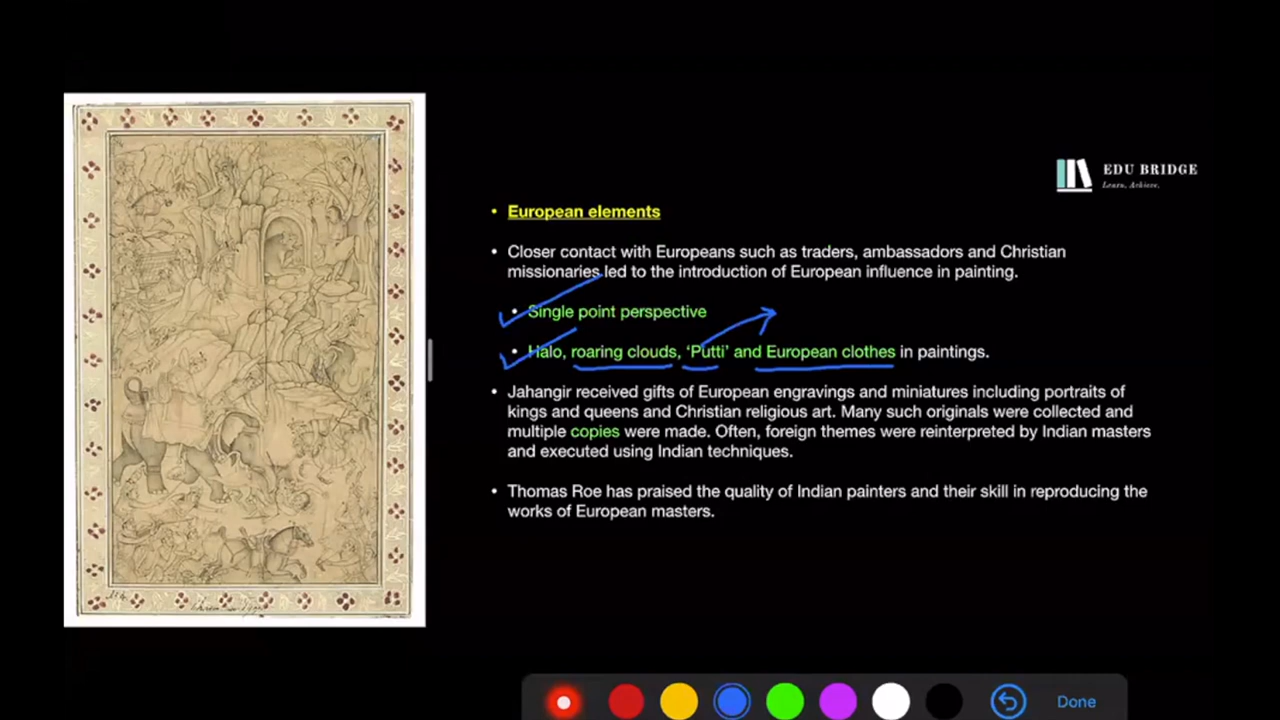 EDU BRIDGE
Learn. Achieve.
• European elements
• Closer contact with Europeans such as traders, ambassadors and Christian
missionaries led to the introduction of European influence in painting.
• Single point perspective
• Halo, roaring clouds, ‘Putti’ and European clothes in paintings.
• Jahangir received gifts of European engravings and miniatures including portraits of
kings and queens and Christian religious art. Many such originals were collected and
multiple copies were made. Often, foreign themes were reinterpreted by Indian masters
and executed using Indian techniques.
• Thomas Roe has praised the quality of Indian painters and their skill in reproducing the
works of European masters.
Done